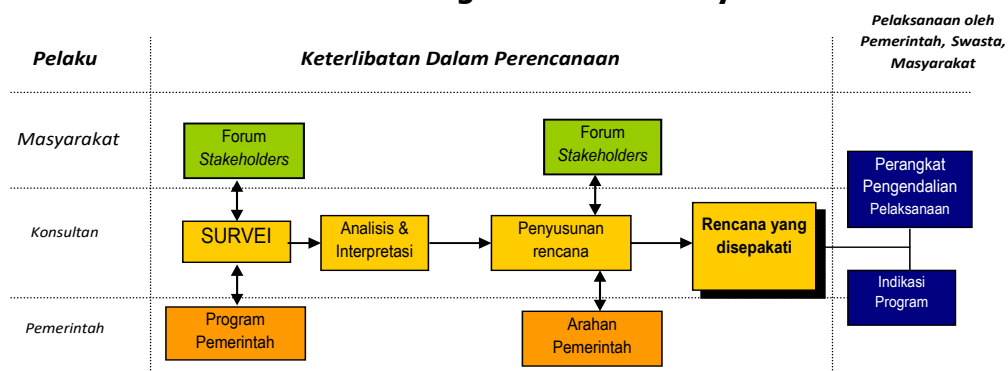 Pelaksanaan oleh
Pemerintah, Swasta,
Masyarakat
Pelaku
Keterlibatan Dalam Perencanaan
Masyarakat
Forum
Stakeholders
Forum
Stakeholders
Perangkat
Pengendalian
Pelaksanaan
Konsultan
SURVEI
Analisis &
Interpretasi
Penyusunan
rencana
Rencana yang
disepakati
Indikasi
Program
Pemerintah
Program
Pemerintah
Arahan
Pemerintah